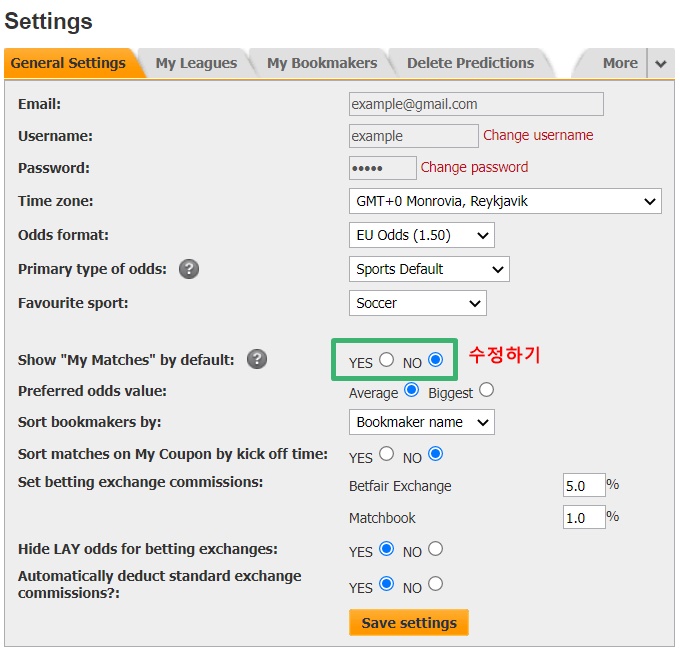 Settings
General Settings My Leagues My Bookmakers Delete Predictions More
Email: example@gmail.com
Username: example Change username
Password: ••••• Change password
Time zone: GMT+0 Monrovia, Reykjavik
Odds format: EU Odds (1.50)
Primary type of odds: ? Sports Default
Favourite sport: Soccer
Show "My Matches" by default: ? YES NO 수정하기
Preferred odds value: Average Biggest
Sort bookmakers by: Bookmaker name
Sort matches on My Coupon by kick off time: YES NO
Set betting exchange commissions: Betfair Exchange 5.0 %
Matchbook 1.0 %
Hide LAY odds for betting exchanges: YES NO
Automatically deduct standard exchange
commissions?: YES NO
Save settings